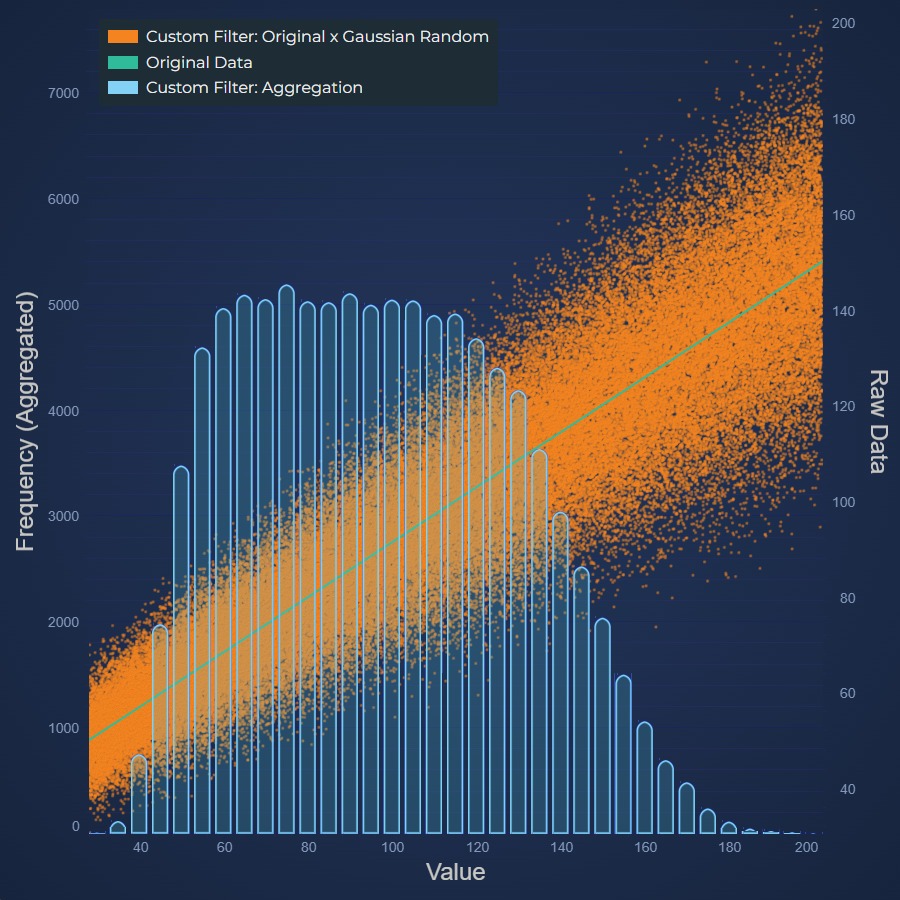 Custom Filter: Original x Gaussian Random
Original Data
Custom Filter: Aggregation
7000
6000
5000
4000
3000
2000
1000
0
Frequency (Aggregated)
200
180
160
140
120
100
80
60
40
Raw Data
40 60 80 100 120 140 160 180 200
Value